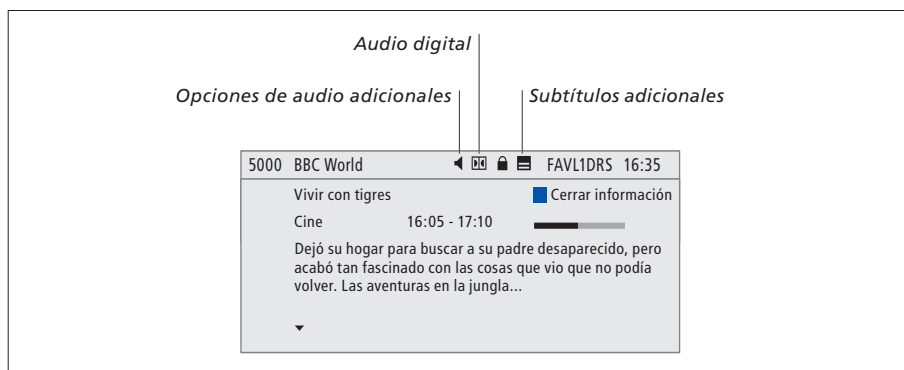 Audio digital
Opciones de audio adicionales
Subtítulos adicionales
5000 BBC World FAVL1DRS 16:35
Vivir con tigres Cerrar información
Cine 16:05 - 17:10
Dejó su hogar para buscar a su padre desaparecido, pero
acabó tan fascinado con las cosas que vio que no podía
volver. Las aventuras en la jungla...